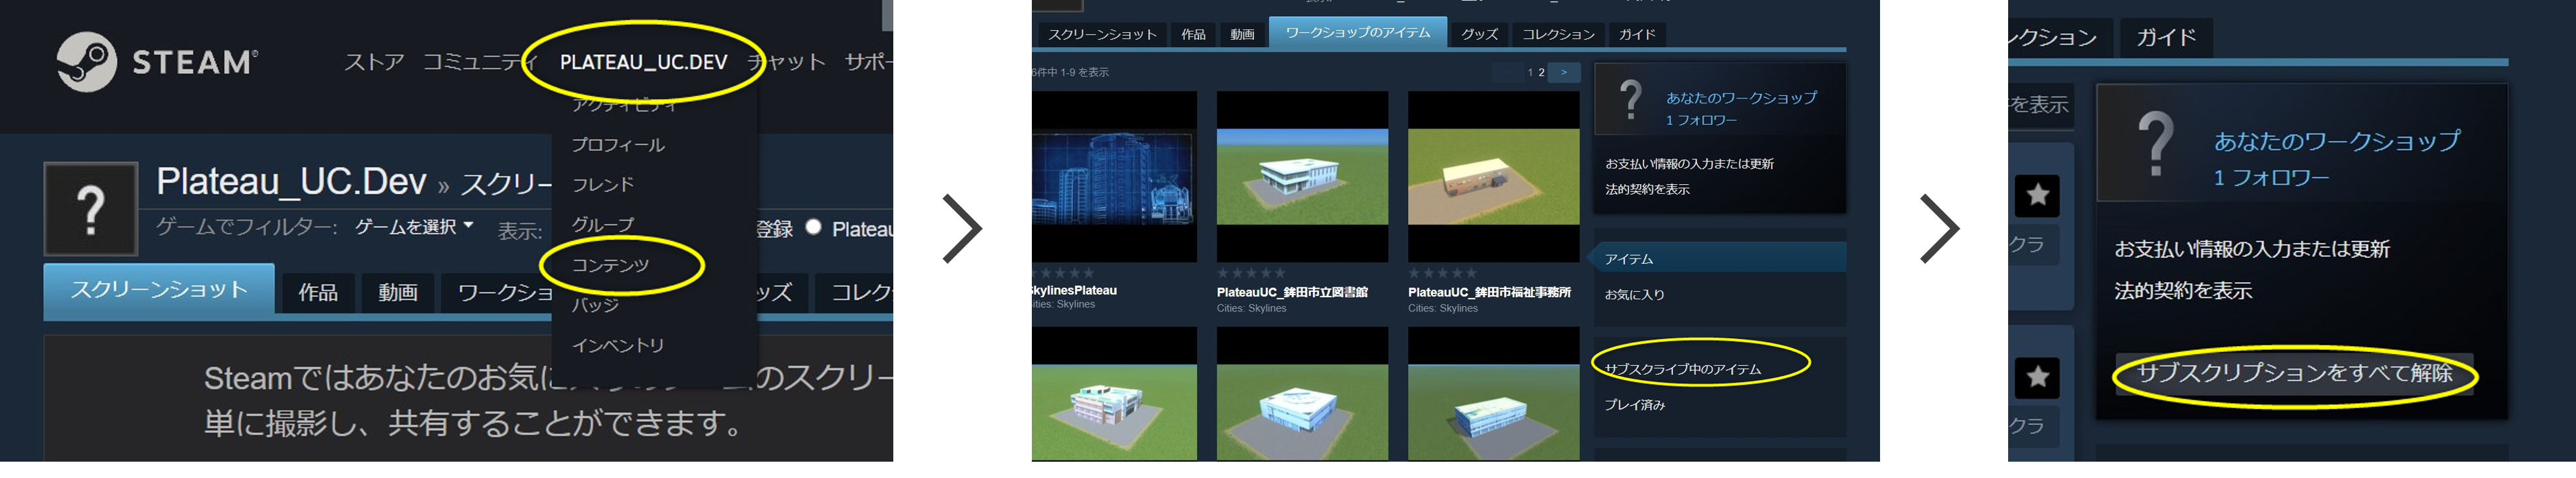 STEAM®
ストア
コミュニティ
PLATEAU_UC.DEV
チャット
サポー
アクティビティ
プロフィール
フレンド
グループ
コンテンツ
バッジ
インベントリ
Plateau_UC.Dev » スクリー
ゲームでフィルター: ゲームを選択 表示:
登録 Plateau
スクリーンショット
作品
動画
ワークショ
ッズ
コレク
Steamではあなたのお気に
のスクリー
単に撮影し、共有することができます。
スクリーンショット
作品
動画
ワークショップのアイテム
グッズ
コレクション
ガイド
6件中 1-9 を表示
1 2 >
SkylinesPlateau
Cities: Skylines
PlateauUC_鉾田市立図書館
Cities: Skylines
PlateauUC_鉾田市福祉事務所
Cities: Skylines
あなたのワークショップ
1 フォロワー
お支払い情報の入力または更新
法的契約を表示
アイテム
お気に入り
サブスクライブ中のアイテム
プレイ済み
レクション
ガイド
を表示
クラ
クラ
あなたのワークショップ
1 フォロワー
お支払い情報の入力または更新
法的契約を表示
サブスクリプションをすべて解除